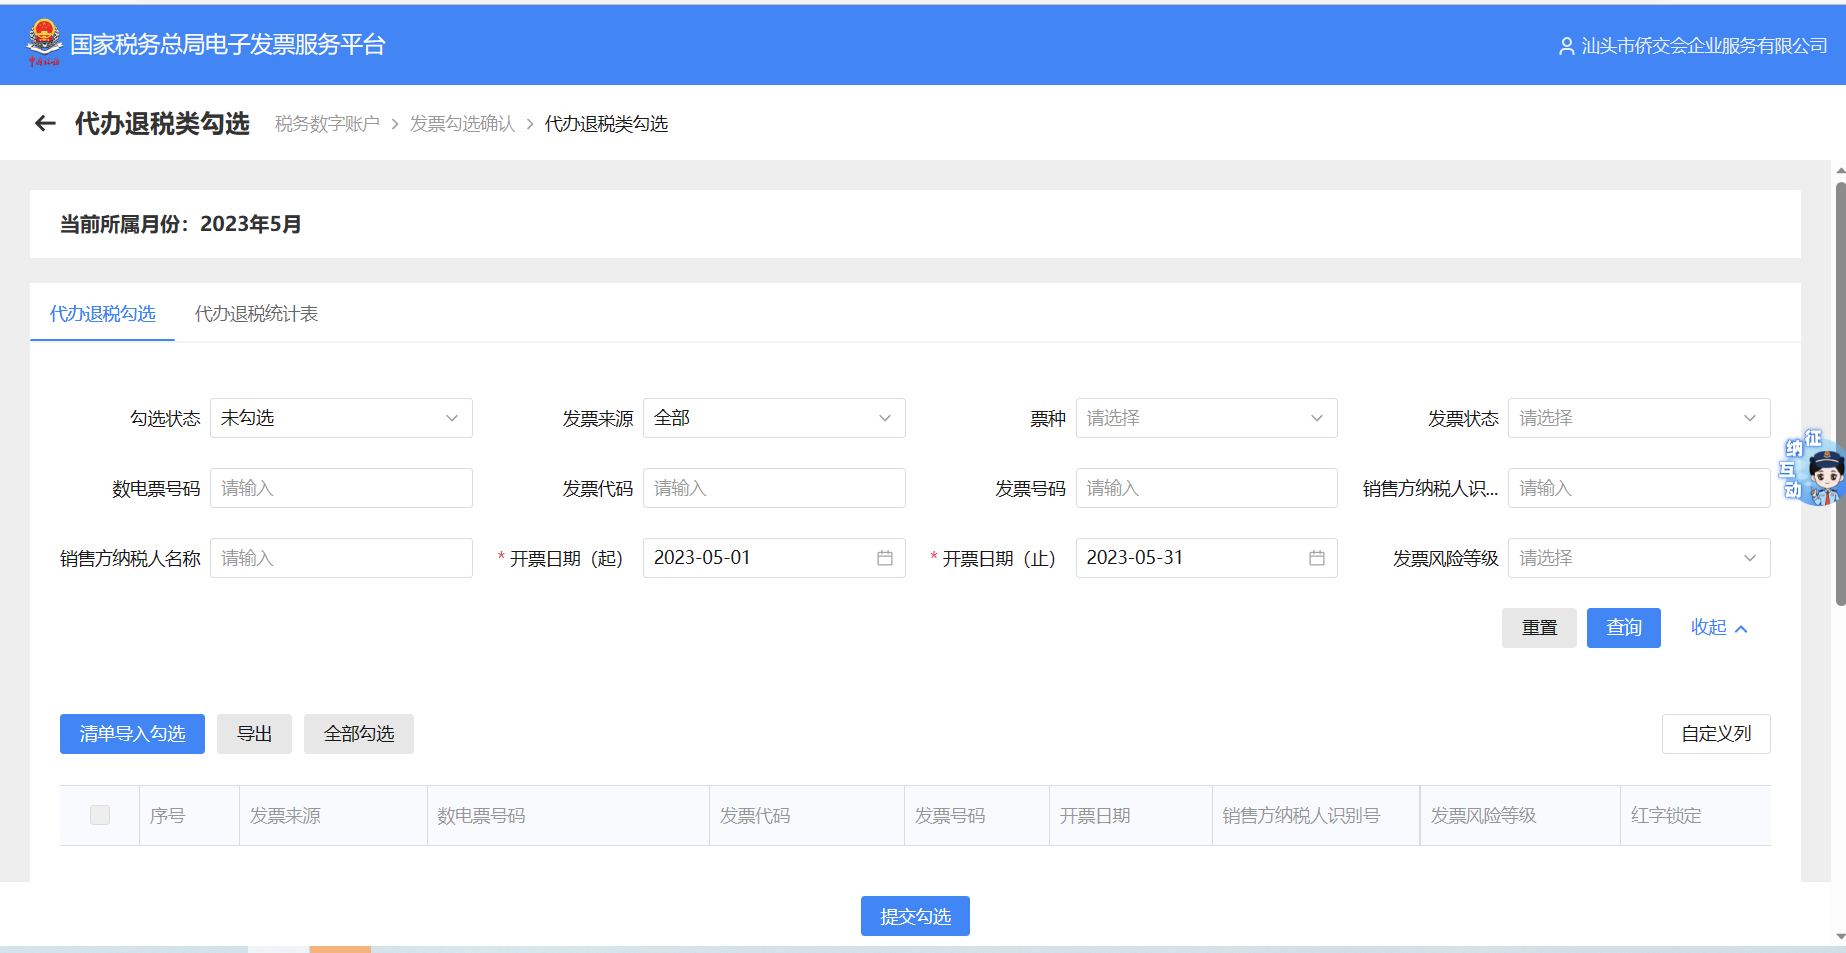 国家税务总局电子发票服务平台
汕头市侨交会企业服务有限公司
代办退税类勾选 税务数字账户 > 发票勾选确认 > 代办退税类勾选
当前所属月份：2023年5月
代办退税勾选 代办退税统计表
勾选状态 未勾选 发票来源 全部 票种 请选择 发票状态 请选择
征纳互动
数电票号码 请输入 发票代码 请输入 发票号码 请输入 销售方纳税人识... 请输入
销售方纳税人名称 请输入 * 开票日期（起） 2023-05-01 * 开票日期（止） 2023-05-31 发票风险等级 请选择
重置 查询 收起
清单导入勾选 导出 全部勾选 自定义列
序号 发票来源 数电票号码 发票代码 发票号码 开票日期 销售方纳税人识别号 发票风险等级 红字锁定
提交勾选